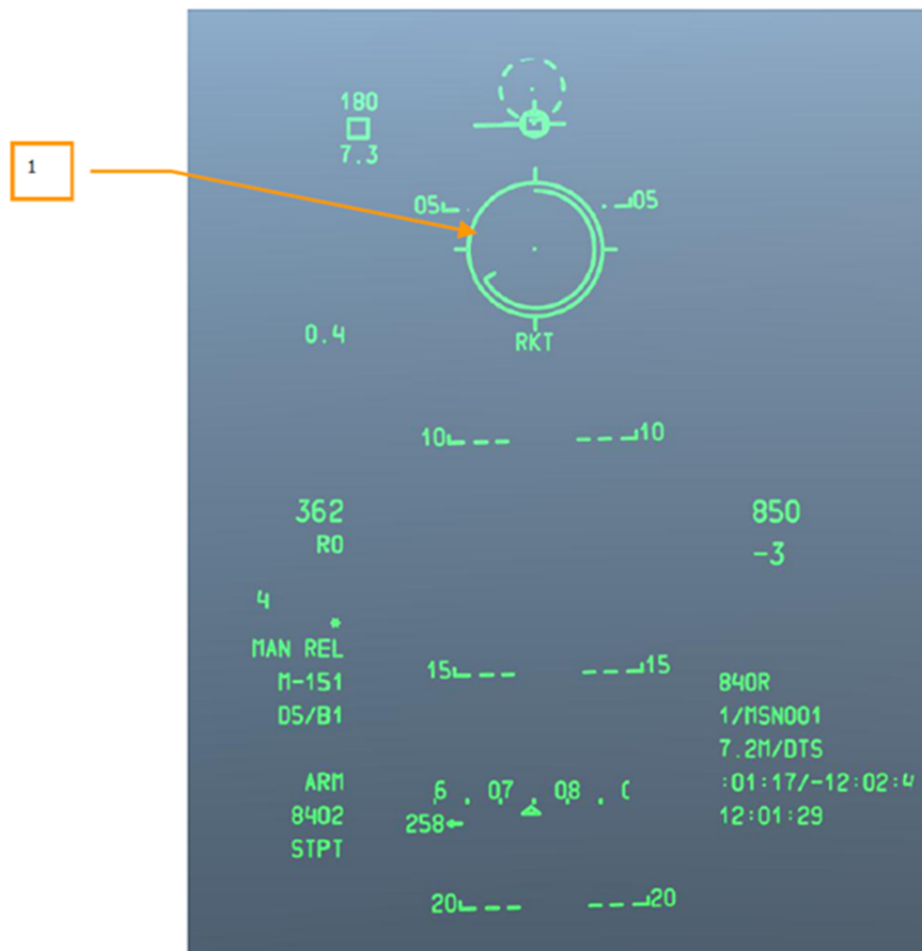 1
180
7.3
05 05
0.4
RKT
10 10
362 850
RO -3
4
*
MAN REL
M-151
D5/B1
15 15
840R
1/MSN001
7.2M/DTS
:01:17/-12:02:4
12:01:29
ARM
8402
STPT
6 . 07 . 08 . 0
258
20 20